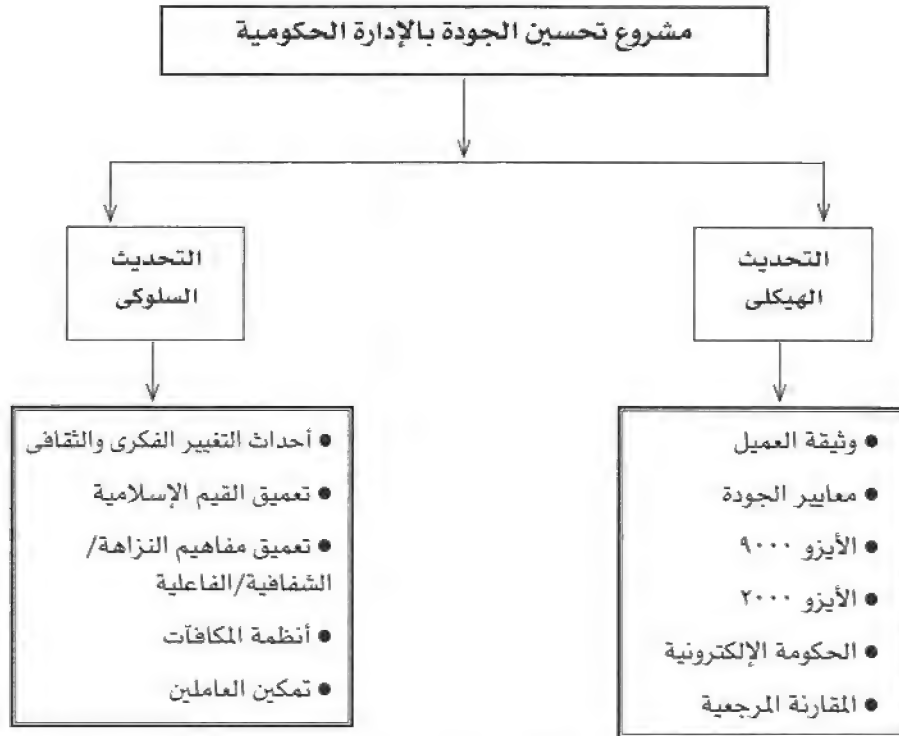 مشروع تحسين الجودة بالإدارة الحكومية
التحديث
الهيكلى
التحديث
السلوكى
● وثيقة العميل
● معايير الجودة
● الأيزو ٩٠٠٠
● الأيزو ٢٠٠٠
● الحكومة الإلكترونية
● المقارنة المرجعية
● أحداث التغيير الفكرى والثقافى
● تعميق القيم الإسلامية
● تعميق مفاهيم النزاهة/
الشفافية/الفاعلية
● أنظمة المكافآت
● تمكين العاملين